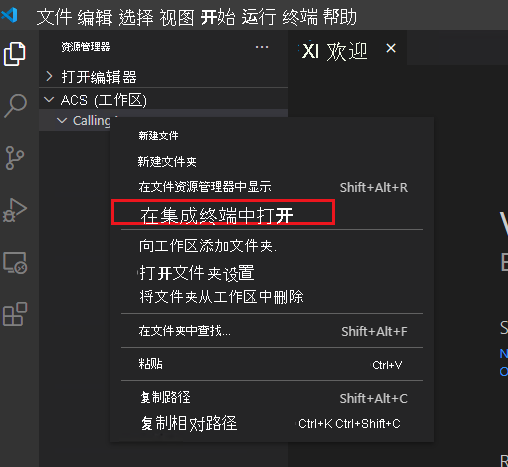 文件 编辑 选择 视图 开始 运行 终端 帮助
资源管理器 ...
XI 欢迎 ×
打开编辑器
ACS (工作区)
Calling
新建文件
新建文件夹
在文件资源管理器中显示 Shift+Alt+R
在集成终端中打开
向工作区添加文件夹.
打开文件夹设置
将文件夹从工作区中删除
在文件夹中查找... Shift+Alt+F
粘贴 Ctrl+V
复制路径 Shift+Alt+C
复制相对路径 Ctrl+K Ctrl+Shift+C